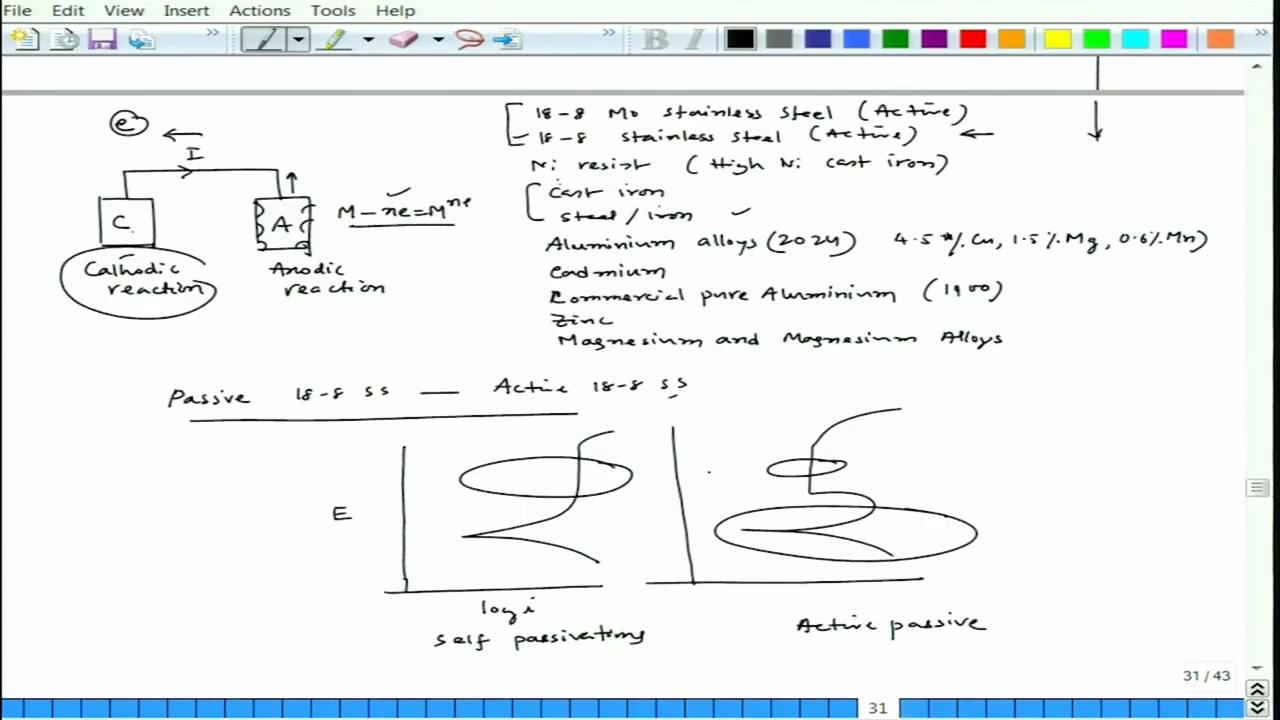 File Edit View Insert Actions Tools Help
B I
e
I
C
A
M - ne = M^ne
Cathodic
reaction
Anodic
reaction
18-8 Mo stainless steel (Active)
18-8 stainless steel (Active)
Ni resist (High Ni cast iron)
Cast iron
Steel/iron
Aluminium alloys (2024) 4.5 % Cu, 1.5 % Mg, 0.6 % Mn)
Cadmium
Commercial pure Aluminium (1900)
Zinc
Magnesium and Magnesium Alloys
Passive 18-8 SS — Active 18-8 SS
E
log i
Self passivating
Active passive
31/43
31